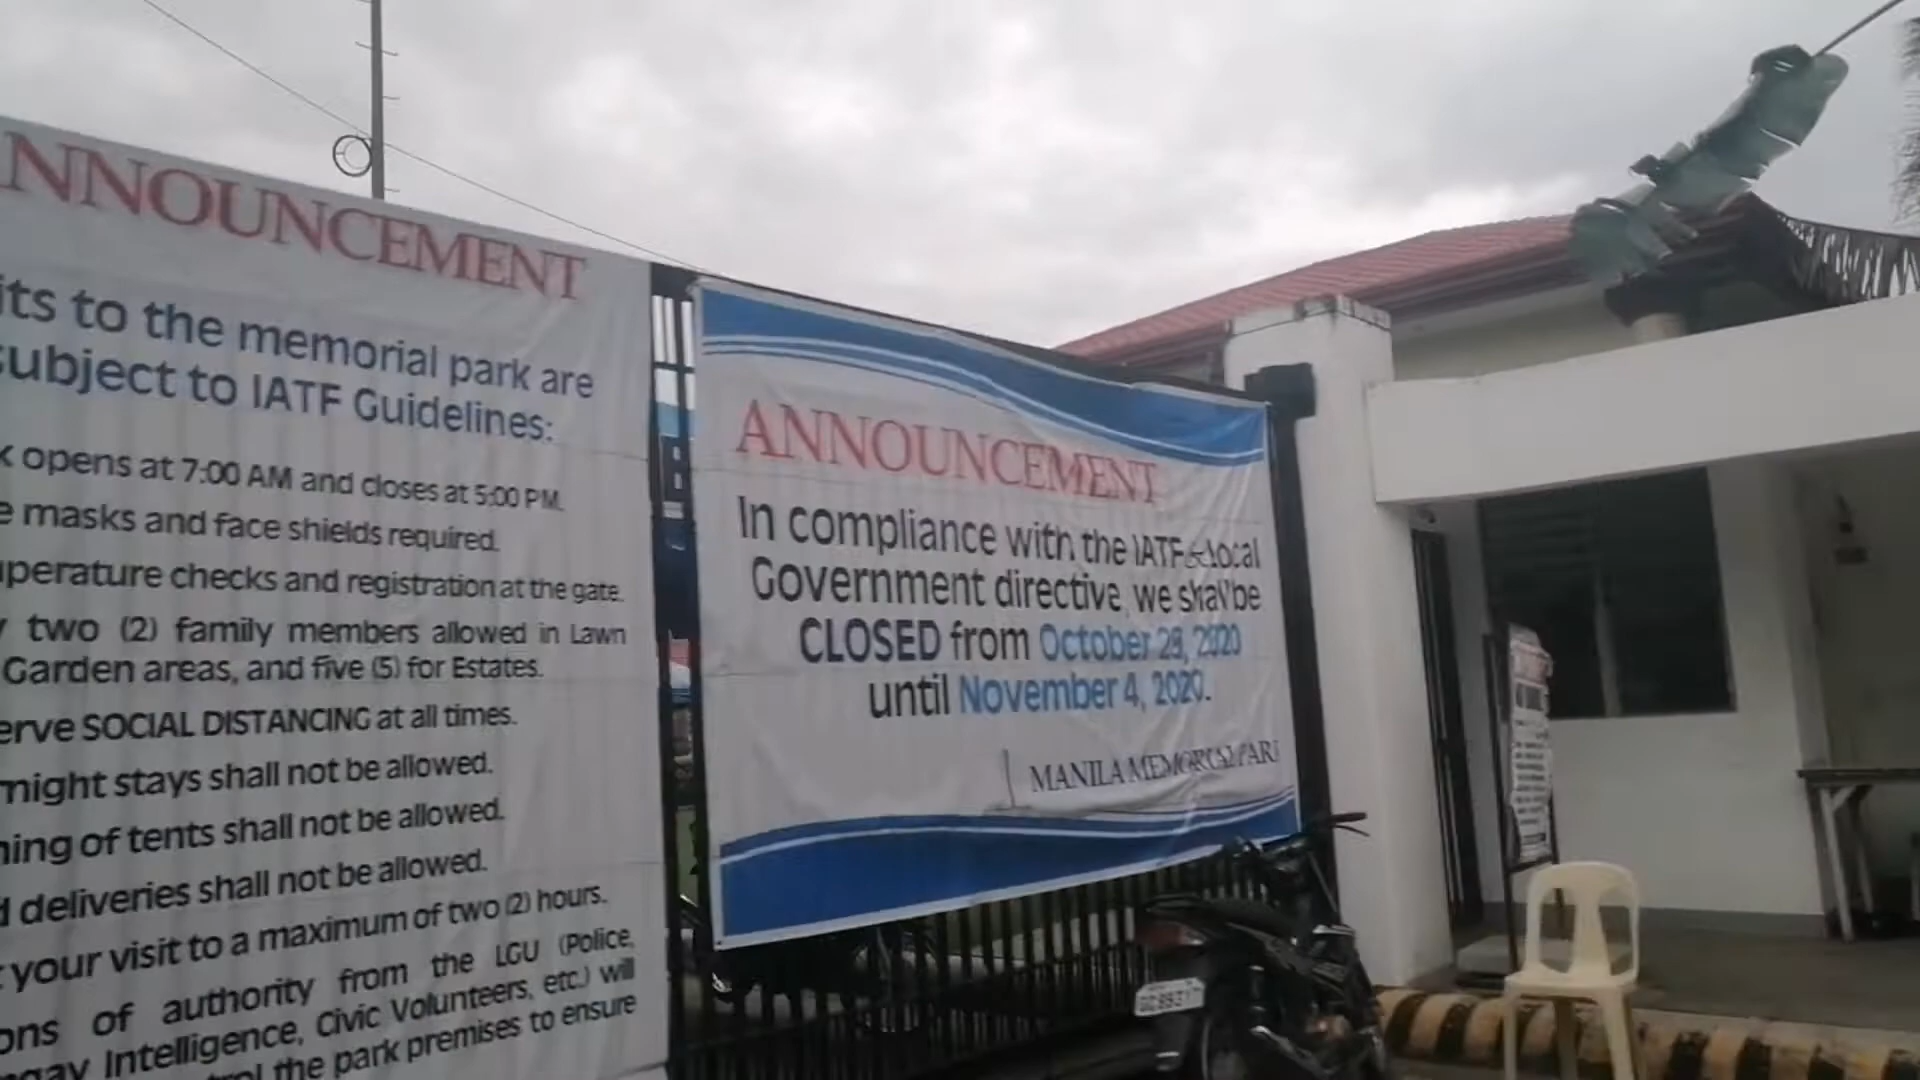 NNOUNCEMENT
its to the memorial park are
subject to IATF Guidelines:
opens at 7:00 AM and closes at 5:00 PM.
masks and face shields required.
perature checks and registration at the gate.
two (2) family members allowed in Lawn
Garden areas, and five (5) for Estates.
erve SOCIAL DISTANCING at all times.
night stays shall not be allowed.
ing of tents shall not be allowed.
deliveries shall not be allowed.
your visit to a maximum of two (2) hours.
ons of authority from the LGU (Police,
ngay Intelligence, Civic Volunteers, etc.) will
the park premises to ensure
ANNOUNCEMENT
In compliance with the IATF & Local
Government directive, we shall be
CLOSED from October 2020
until November 4, 2020.
MANILA MEMORIAL PARK